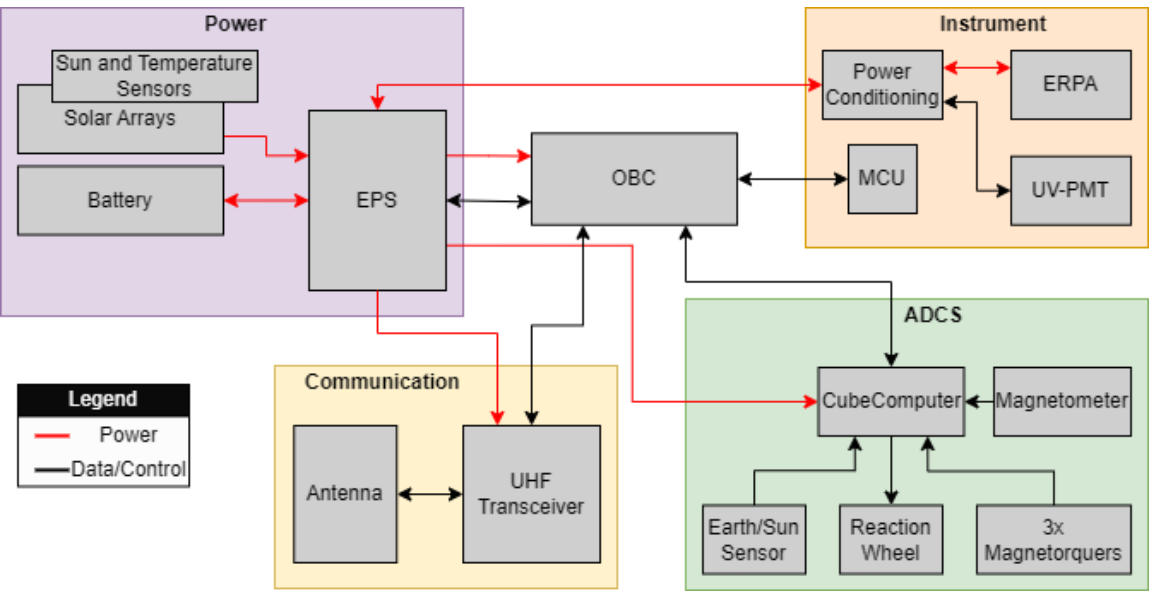 Power
Sun and Temperature
Sensors
Solar Arrays
Battery
EPS
OBC
Instrument
Power
Conditioning
ERPA
MCU
UV-PMT
Legend
Power
Data/Control
Communication
Antenna
UHF
Transceiver
ADCS
CubeComputer
Magnetometer
Earth/Sun
Sensor
Reaction
Wheel
3x
Magnetorquers